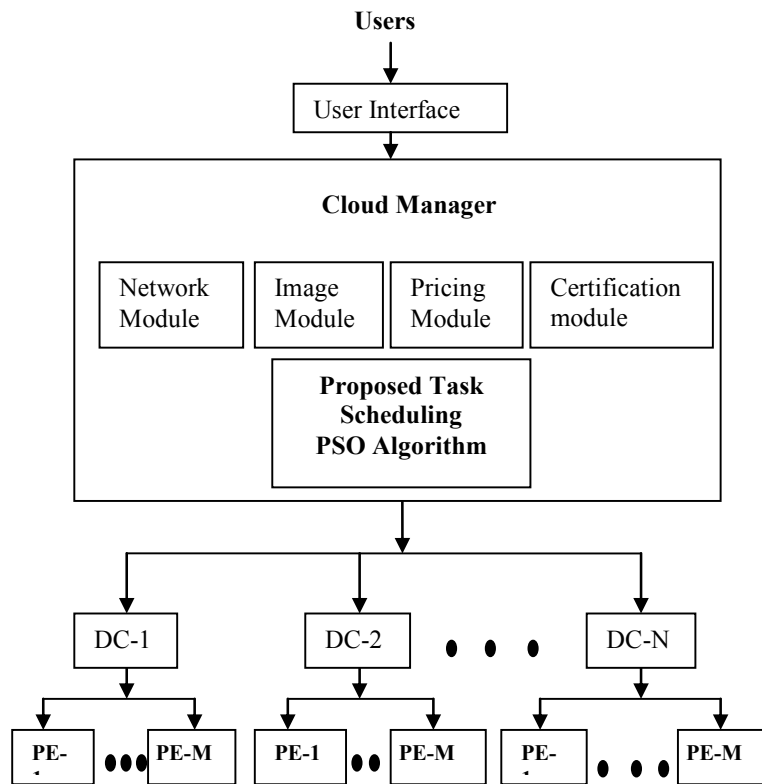 Users
User Interface
Cloud Manager
Network
Module
Image
Module
Pricing
Module
Certification
module
Proposed Task
Scheduling
PSO Algorithm
DC-1
DC-2
DC-N
PE-
PE-M
PE-1
PE-M
PE-
PE-M